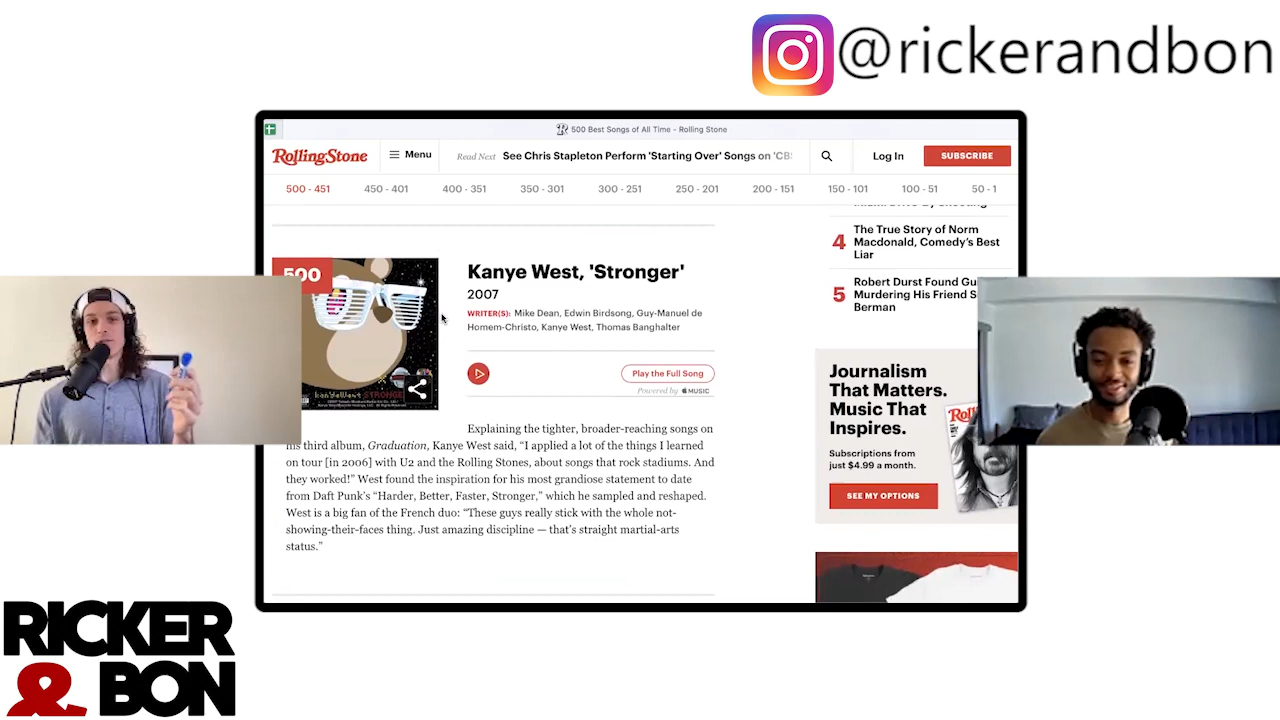 @rickerandbon
500 Best Songs of All Time - Rolling Stone
RollingStone
Menu
Read Next See Chris Stapleton Perform 'Starting Over' Songs on 'CBS
Log In
SUBSCRIBE
500 - 451 450 - 401 400 - 351 350 - 301 300 - 251 250 - 201 200 - 151 150 - 101 100 - 51 50 - 1
4
The True Story of Norm
Macdonald, Comedy's Best
Liar
5
Robert Durst Found Gu
Murdering His Friend S
Berman
500
Kanye West, 'Stronger'
2007
WRITER(S): Mike Dean, Edwin Birdsong, Guy-Manuel de
Homem-Christo, Kanye West, Thomas Banghalter
Play the Full Song
Powered by MUSIC
KanYeWest STRONGER
Explaining the tighter, broader-reaching songs on
his third album, Graduation, Kanye West said, “I applied a lot of the things I learned
on tour [in 2006] with U2 and the Rolling Stones, about songs that rock stadiums. And
they worked!” West found the inspiration for his most grandiose statement to date
from Daft Punk’s “Harder, Better, Faster, Stronger,” which he sampled and reshaped.
West is a big fan of the French duo: “These guys really stick with the whole not-
showing-their-faces thing. Just amazing discipline — that’s straight martial-arts
status.”
Journalism
That Matters.
Music That
Inspires.
Subscriptions from
just $4.99 a month.
SEE MY OPTIONS
RICKER
& BON